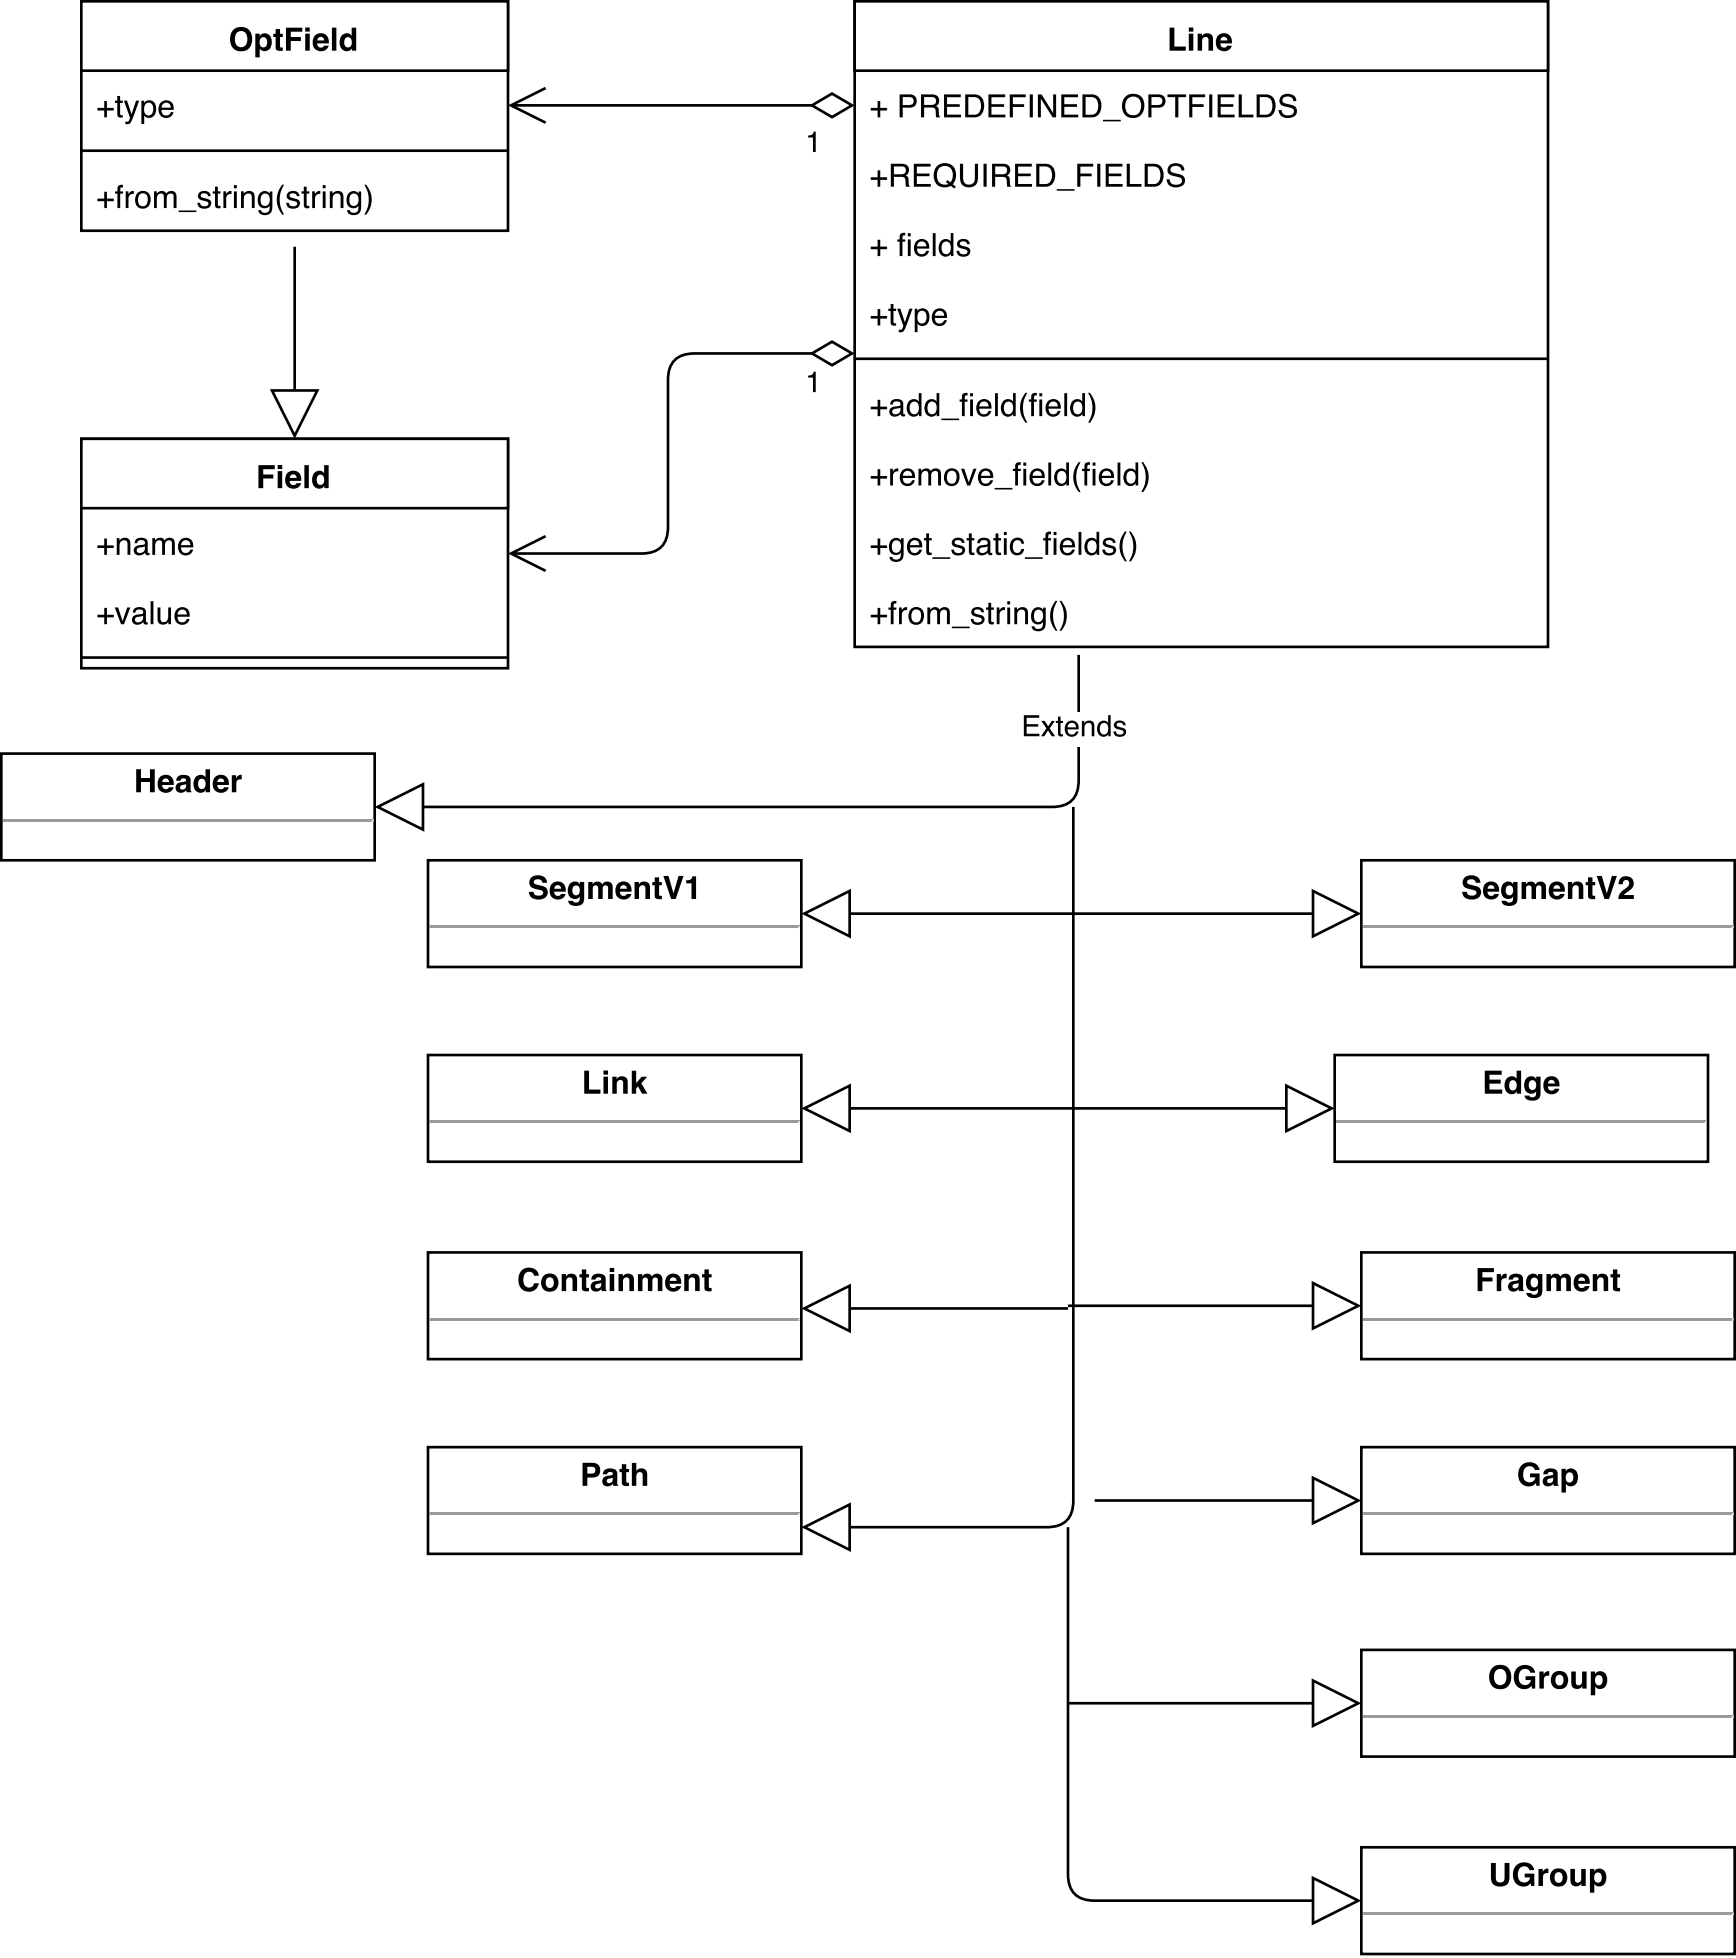 OptField
+type
+from_string(string)
Line
+ PREDEFINED_OPTFIELDS
+REQUIRED_FIELDS
+ fields
+type
+add_field(field)
+remove_field(field)
+get_static_fields()
+from_string()
1
1
Field
+name
+value
Extends
Header
SegmentV1
SegmentV2
Link
Edge
Containment
Fragment
Path
Gap
OGroup
UGroup